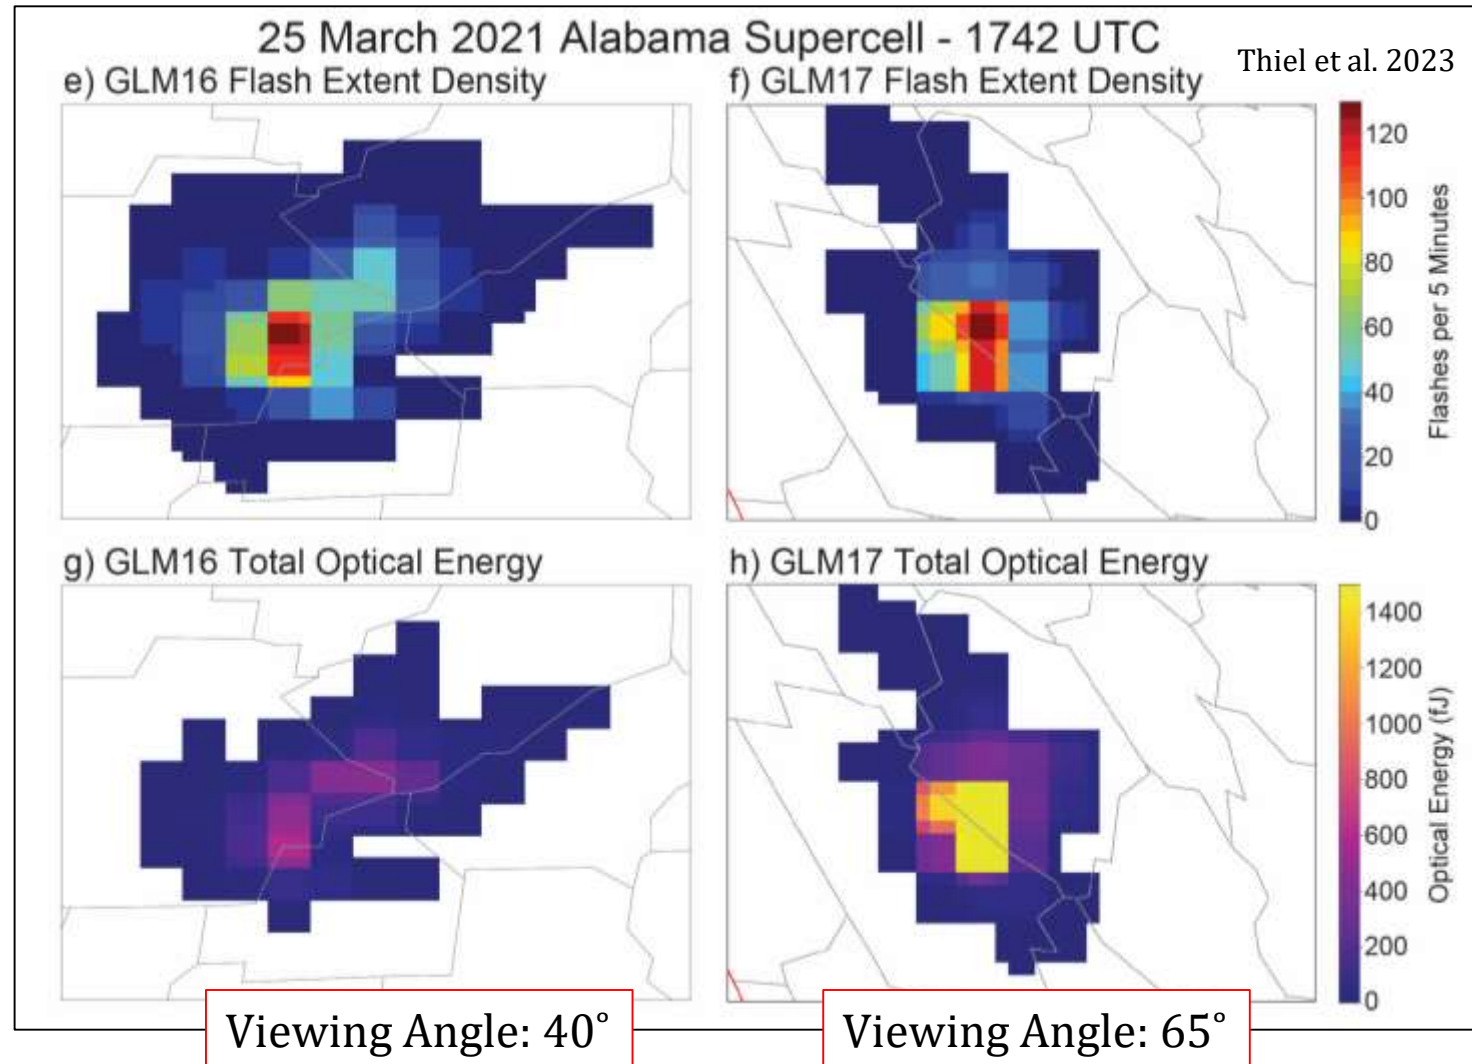 25 March 2021 Alabama Supercell - 1742 UTC
Thiel et al. 2023
e) GLM16 Flash Extent Density
f) GLM17 Flash Extent Density
120
100
80
60
40
20
0
Flashes per 5 Minutes
g) GLM16 Total Optical Energy
h) GLM17 Total Optical Energy
1400
1200
1000
800
600
400
200
0
Optical Energy (fJ)
Viewing Angle: 40°
Viewing Angle: 65°